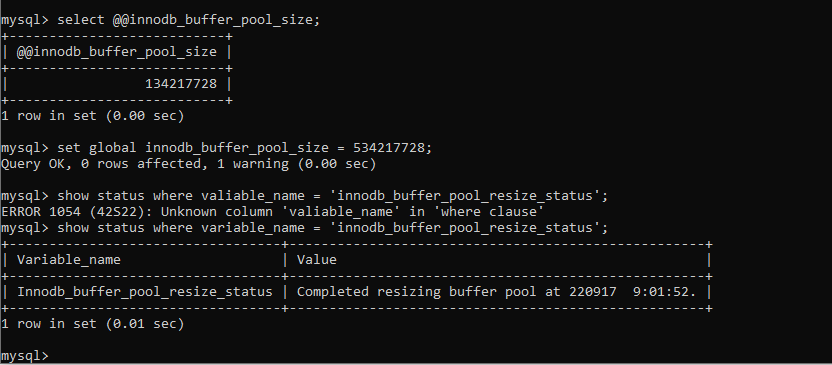 mysql> select @@innodb_buffer_pool_size;
+---------------------------+
| @@innodb_buffer_pool_size |
+---------------------------+
|                 134217728 |
+---------------------------+
1 row in set (0.00 sec)
mysql> set global innodb_buffer_pool_size = 534217728;
Query OK, 0 rows affected, 1 warning (0.00 sec)
mysql> show status where valiable_name = 'innodb_buffer_pool_resize_status';
ERROR 1054 (42S22): Unknown column 'valiable_name' in 'where clause'
mysql> show status where variable_name = 'innodb_buffer_pool_resize_status';
+----------------------------------+----------------------------------------------------+
| Variable_name                    | Value                                              |
+----------------------------------+----------------------------------------------------+
| Innodb_buffer_pool_resize_status | Completed resizing buffer pool at 220917  9:01:52. |
+----------------------------------+----------------------------------------------------+
1 row in set (0.01 sec)
mysql>